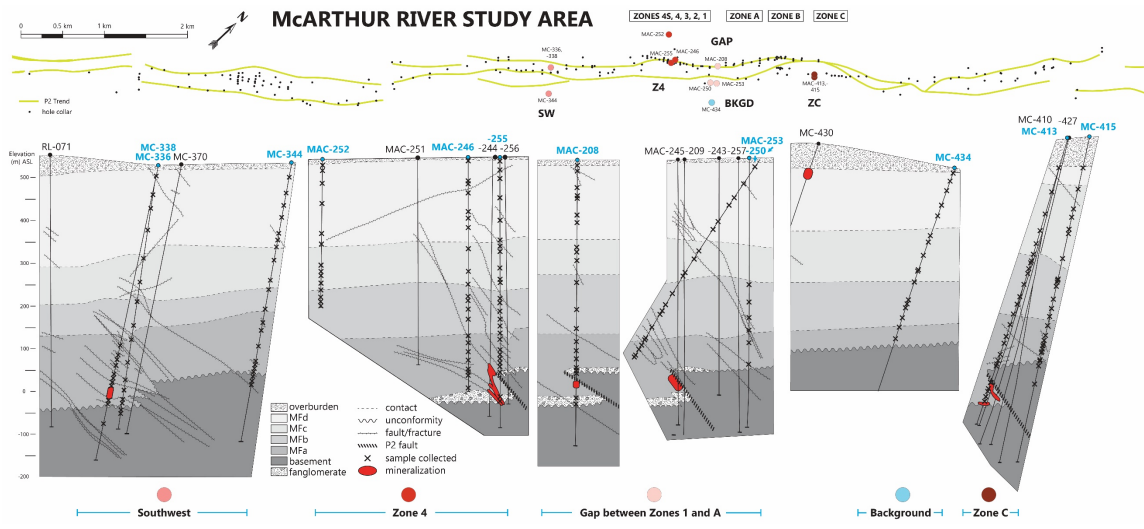 McARTHUR RIVER STUDY AREA
ZONES 4S, 4, 3, 2, 1
ZONE A
ZONE B
ZONE C
0
1 km
2 km
N
MAC-252
GAP
MC-336,
-338
MAC-246
MAC-255
MAC-208
MAC-250
MAC-253
MAC-413,
415
MC-344
MC-434
P2 Trend
hole collar
SW
Z4
BKGD
ZC
Elevation
(m) ASL
500
400
300
200
100
0
-100
-200
RL-071
MC-338
MC-336
MC-370
MC-344
MAC-252
MAC-251
MAC-246
-255
-244
-256
MAC-208
MAC-245
-209
-243
-257
MAC-253
-250
MC-430
MC-434
MC-410
-427
MC-413
MC-415
overburden
MFd
MFc
MFb
MFa
basement
fanglomerate
contact
unconformity
fault/fracture
P2 fault
sample collected
mineralization
Southwest
Zone 4
Gap between Zones 1 and A
Background
Zone C